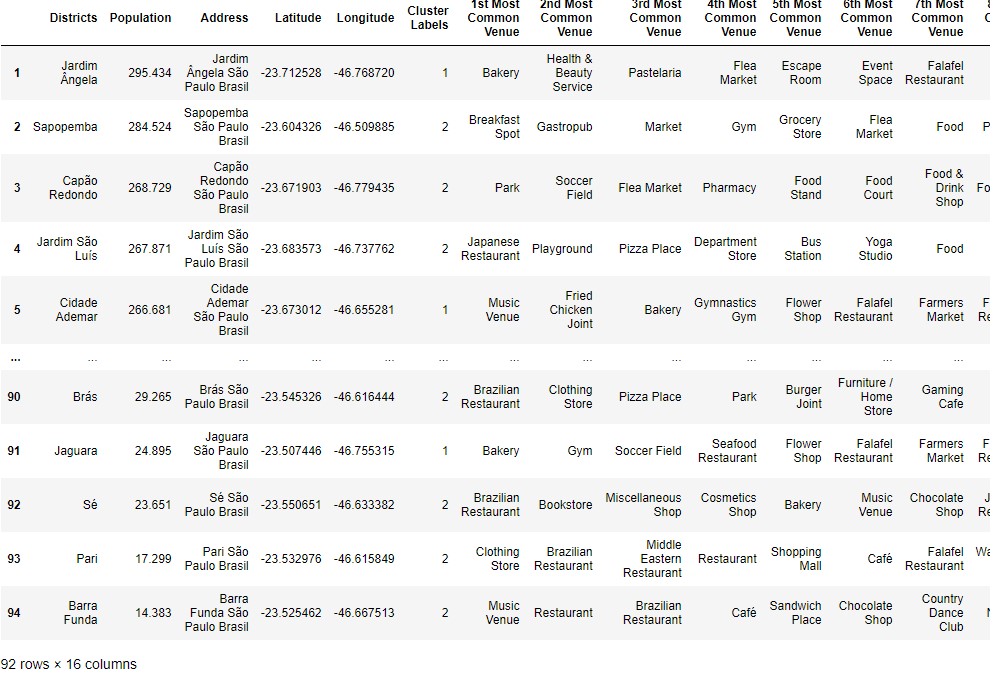 Districts Population Address Latitude Longitude Cluster Labels 1st Most Common Venue 2nd Most Common Venue 3rd Most Common Venue 4th Most Common Venue 5th Most Common Venue 6th Most Common Venue 7th Most Common Venue
1 Jardim Ângela 295.434 Jardim Ângela São Paulo Brasil -23.712528 -46.768720 1 Bakery Health & Beauty Service Pastelaria Flea Market Escape Room Event Space Falafel Restaurant
2 Sapopemba 284.524 Sapopemba São Paulo Brasil -23.604326 -46.509885 2 Breakfast Spot Gastropub Market Gym Grocery Store Flea Market Food
3 Capão Redondo 268.729 Capão Redondo São Paulo Brasil -23.671903 -46.779435 2 Park Soccer Field Flea Market Pharmacy Food Stand Food Court Food & Drink Shop
4 Jardim São Luís 267.871 Jardim São Luís São Paulo Brasil -23.683573 -46.737762 2 Japanese Restaurant Playground Pizza Place Department Store Bus Station Yoga Studio Food
5 Cidade Ademar 266.681 Cidade Ademar São Paulo Brasil -23.673012 -46.655281 1 Music Venue Fried Chicken Joint Bakery Gymnastics Gym Flower Shop Falafel Restaurant Farmers Market
... ... ... ... ... ... ... ... ... ... ... ... ... ...
90 Brás 29.265 Brás São Paulo Brasil -23.545326 -46.616444 2 Brazilian Restaurant Clothing Store Pizza Place Park Burger Joint Furniture / Home Store Gaming Cafe
91 Jaguara 24.895 Jaguara São Paulo Brasil -23.507446 -46.755315 1 Bakery Gym Soccer Field Seafood Restaurant Flower Shop Falafel Restaurant Farmers Market
92 Sé 23.651 Sé São Paulo Brasil -23.550651 -46.633382 2 Brazilian Restaurant Bookstore Miscellaneous Shop Cosmetics Shop Bakery Music Venue Chocolate Shop
93 Pari 17.299 Pari São Paulo Brasil -23.532976 -46.615849 2 Clothing Store Brazilian Restaurant Middle Eastern Restaurant Restaurant Shopping Mall Café Falafel Restaurant
94 Barra Funda 14.383 Barra Funda São Paulo Brasil -23.525462 -46.667513 2 Music Venue Restaurant Brazilian Restaurant Café Sandwich Place Chocolate Shop Country Dance Club
92 rows × 16 columns